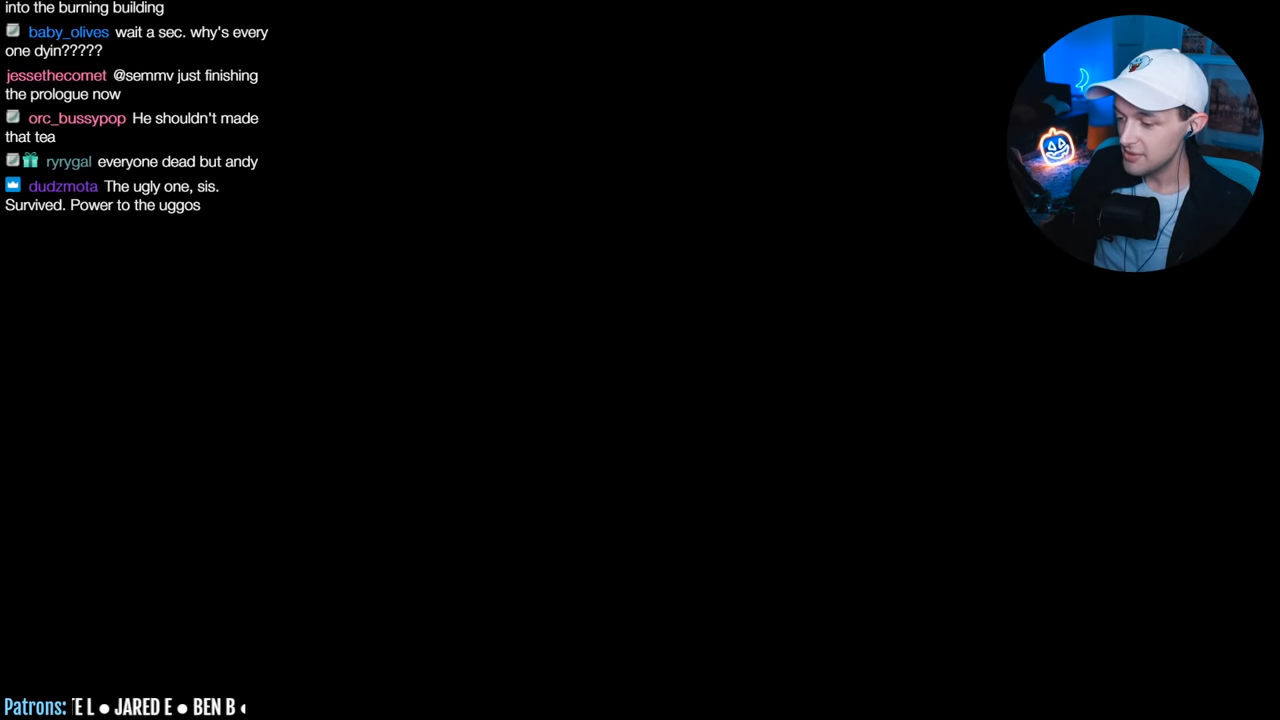 into the burning building
baby_olives wait a sec. why's every
one dyin?????
jessethecomet @semmv just finishing
the prologue now
orc_bussypop He shouldn't made
that tea
ryrygal everyone dead but andy
dudzmota The ugly one, sis.
Survived. Power to the uggos
Patrons: E L ● JARED E ● BEN B